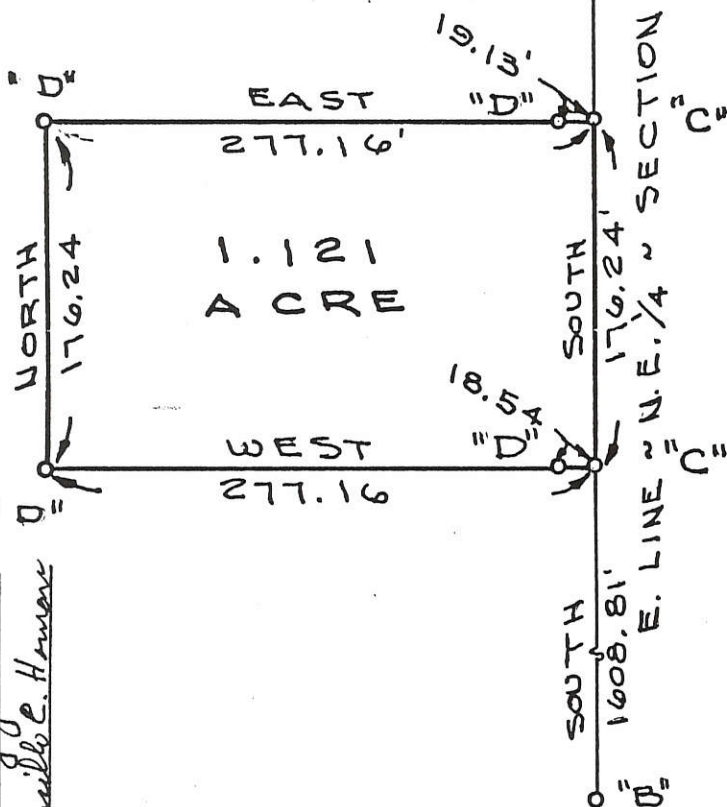 19.13'
"D"
EAST
"D"
"C"
277.16'
NORTH
176.24
1.121
ACRE
SOUTH
176.24'
E. LINE ~ N.E. 1/4 ~ SECTION
18.54
WEST
"D"
"C"
277.16
D"
C. Hamann
SOUTH
1608.81'
"B"